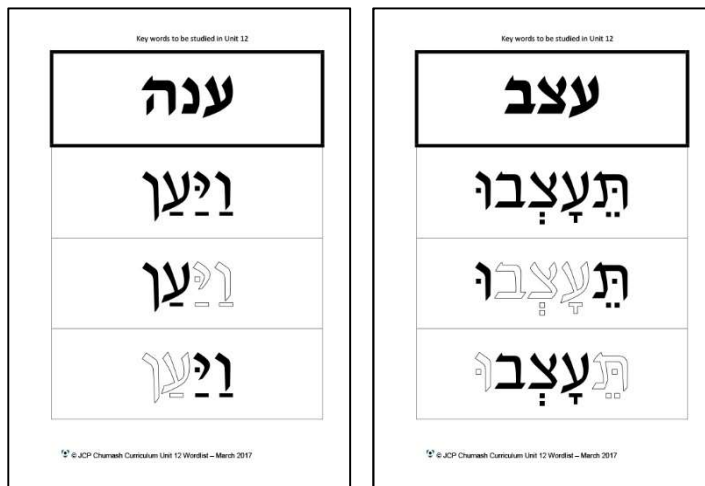 Key words to be studied in Unit 12
ענה
וַיַּעַן
וַיַּעַן
וַיַּעַן
© JCP Chumash Curriculum Unit 12 Wordlist – March 2017
Key words to be studied in Unit 12
עצב
תֵּעָצְבוּ
תֵּעָצְבוּ
תֵּעָצְבוּ
© JCP Chumash Curriculum Unit 12 Wordlist – March 2017